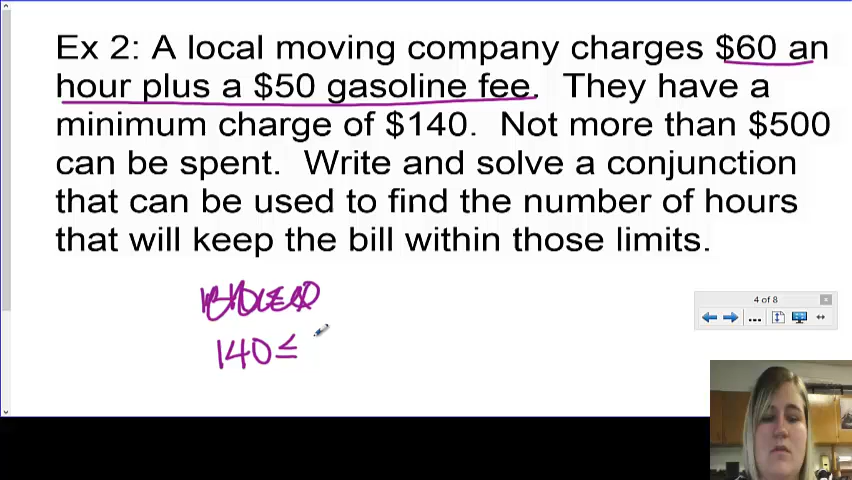 Ex 2: A local moving company charges $60 an
hour plus a $50 gasoline fee. They have a
minimum charge of $140. Not more than $500
can be spent. Write and solve a conjunction
that can be used to find the number of hours
that will keep the bill within those limits.
140 ≤
4 of 8